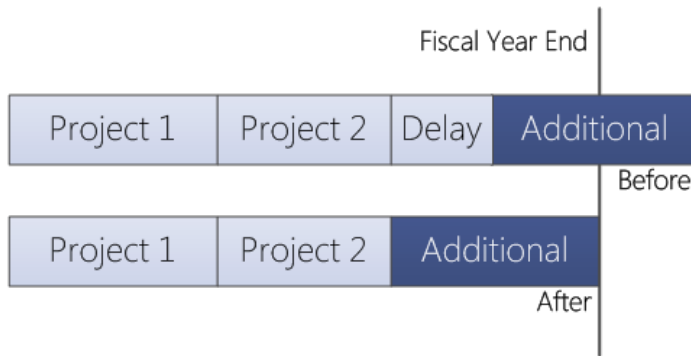 Fiscal Year End
Project 1 Project 2 Delay Additional
Before
Project 1 Project 2 Additional
After